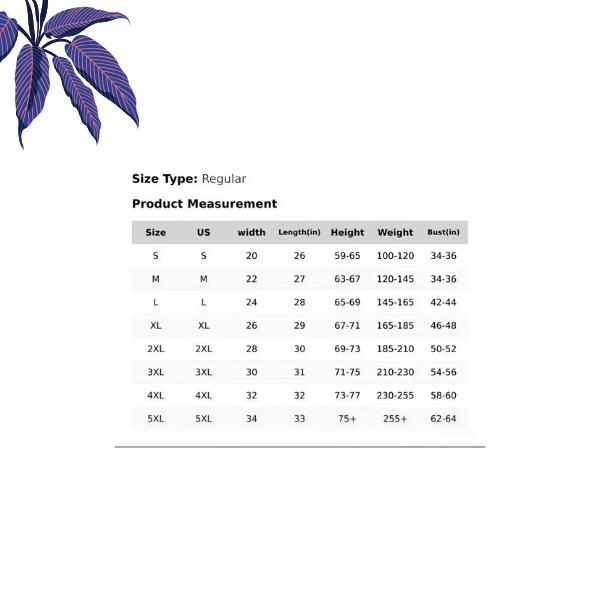 Size Type: Regular
Product Measurement
Size US width Length(in) Height Weight Bust(in)
S S 20 26 59-65 100-120 34-36
M M 22 27 63-67 120-145 34-36
L L 24 28 65-69 145-165 42-44
XL XL 26 29 67-71 165-185 46-48
2XL 2XL 28 30 69-73 185-210 50-52
3XL 3XL 30 31 71-75 210-230 54-56
4XL 4XL 32 32 73-77 230-255 58-60
5XL 5XL 34 33 75+ 255+ 62-64